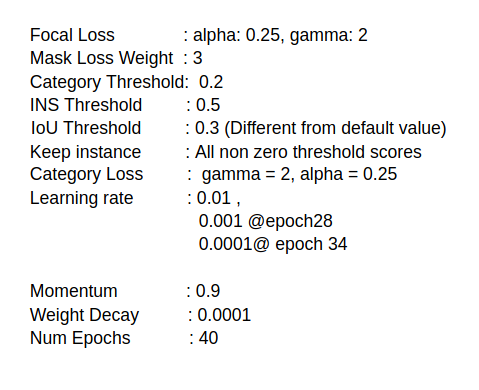 Focal Loss : alpha: 0.25, gamma: 2
Mask Loss Weight : 3
Category Threshold: 0.2
INS Threshold : 0.5
IoU Threshold : 0.3 (Different from default value)
Keep instance : All non zero threshold scores
Category Loss : gamma = 2, alpha = 0.25
Learning rate : 0.01 ,
0.001 @epoch28
0.0001@ epoch 34
Momentum : 0.9
Weight Decay : 0.0001
Num Epochs : 40